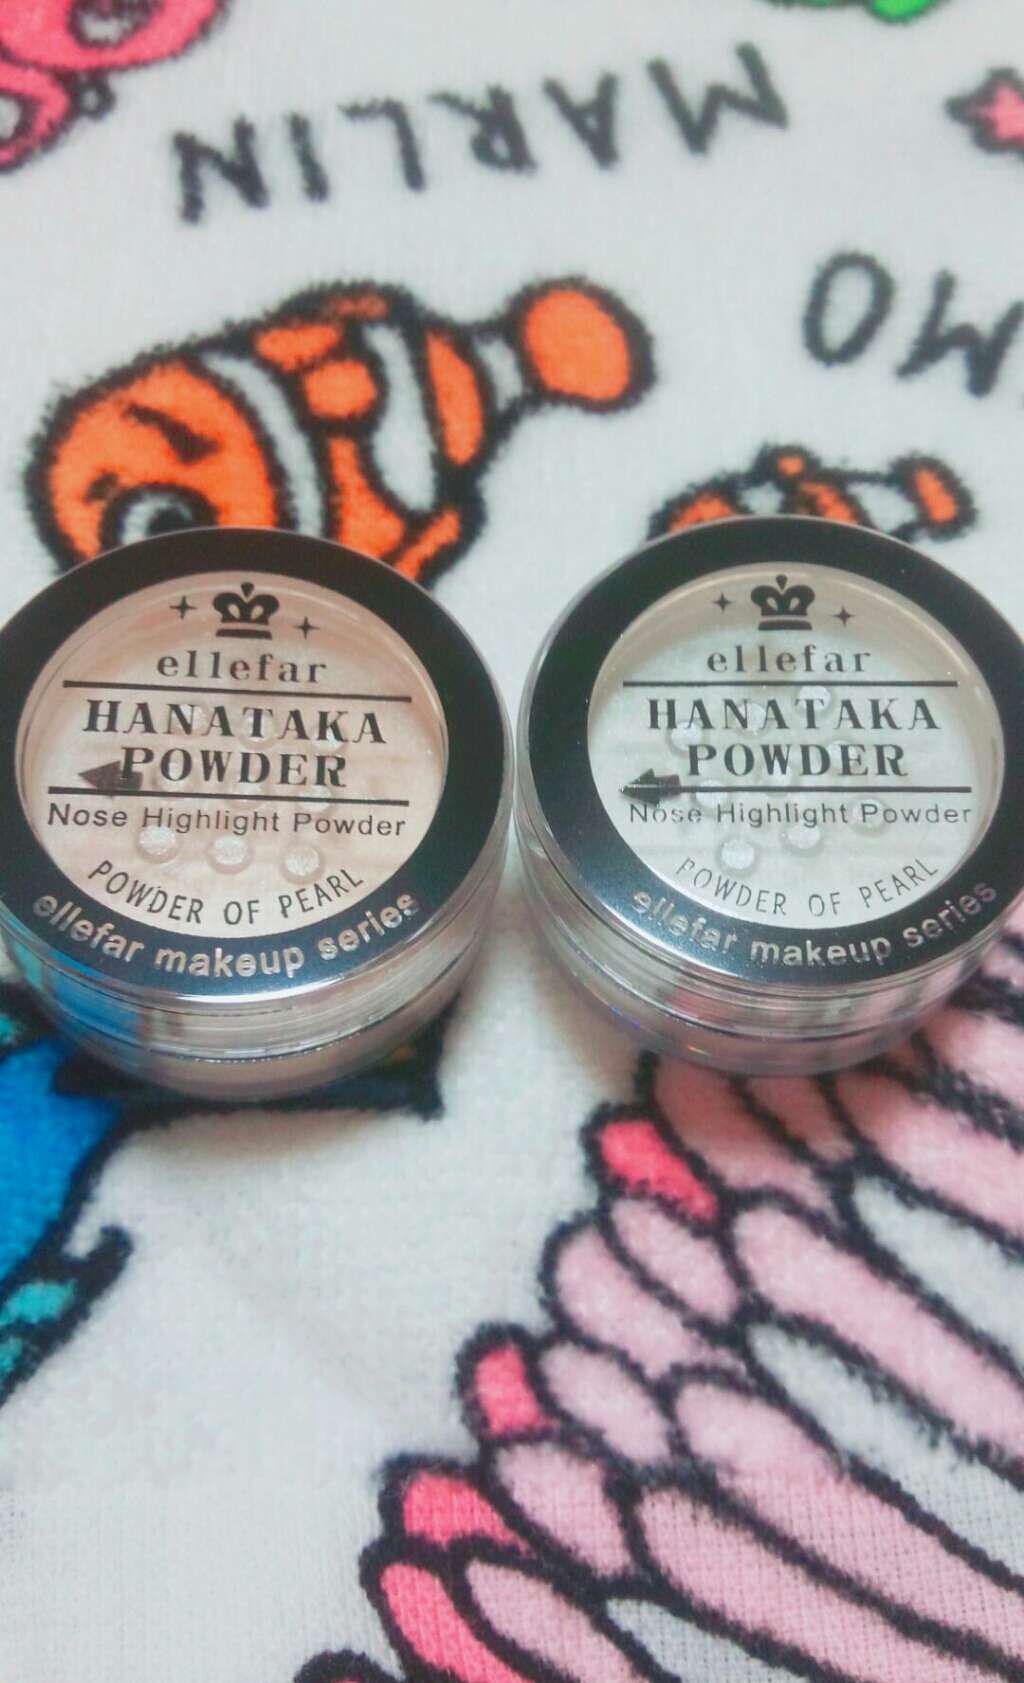 MARLIN
MO
ellefar
HANATAKA
POWDER
Nose Highlight Powder
POWDER OF PEARL
ellefar makeup series
ellefar
HANATAKA
POWDER
Nose Highlight Powder
POWDER OF PEARL
ellefar makeup series